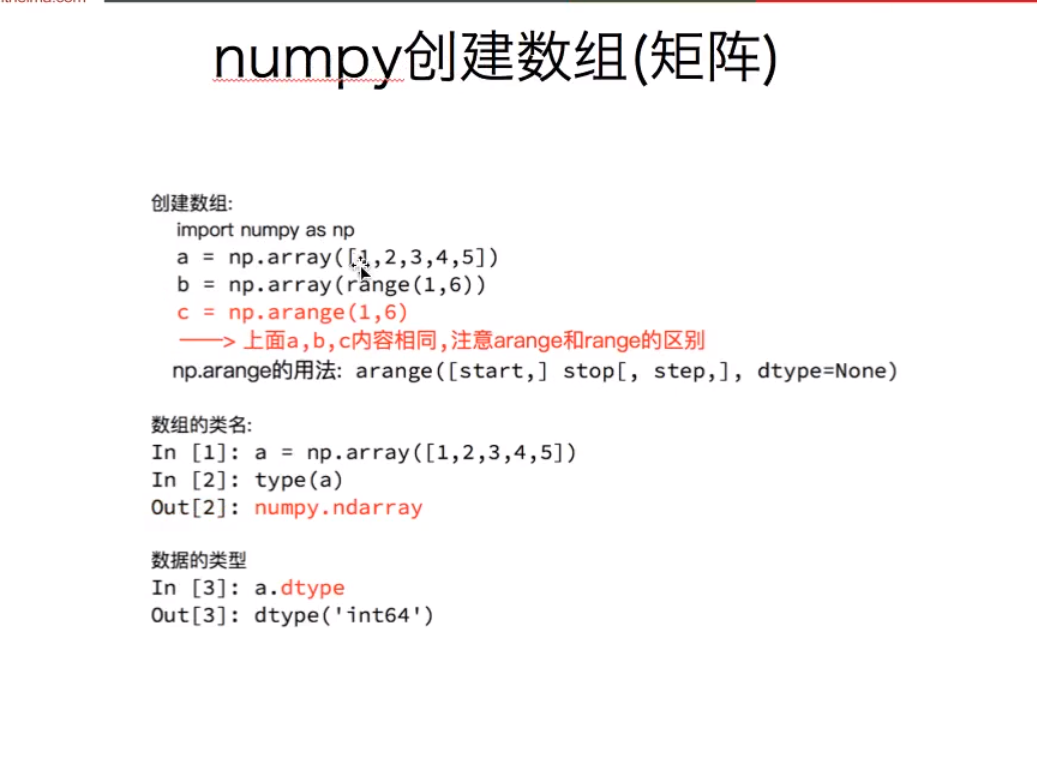 numpy创建数组(矩阵)
创建数组:
import numpy as np
a = np.array([1,2,3,4,5])
b = np.array(range(1,6))
c = np.arange(1,6)
——> 上面a,b,c内容相同,注意arange和range的区别
np.arange的用法: arange([start,] stop[, step,], dtype=None)
数组的类名:
In [1]: a = np.array([1,2,3,4,5])
In [2]: type(a)
Out[2]: numpy.ndarray
数据的类型
In [3]: a.dtype
Out[3]: dtype('int64')